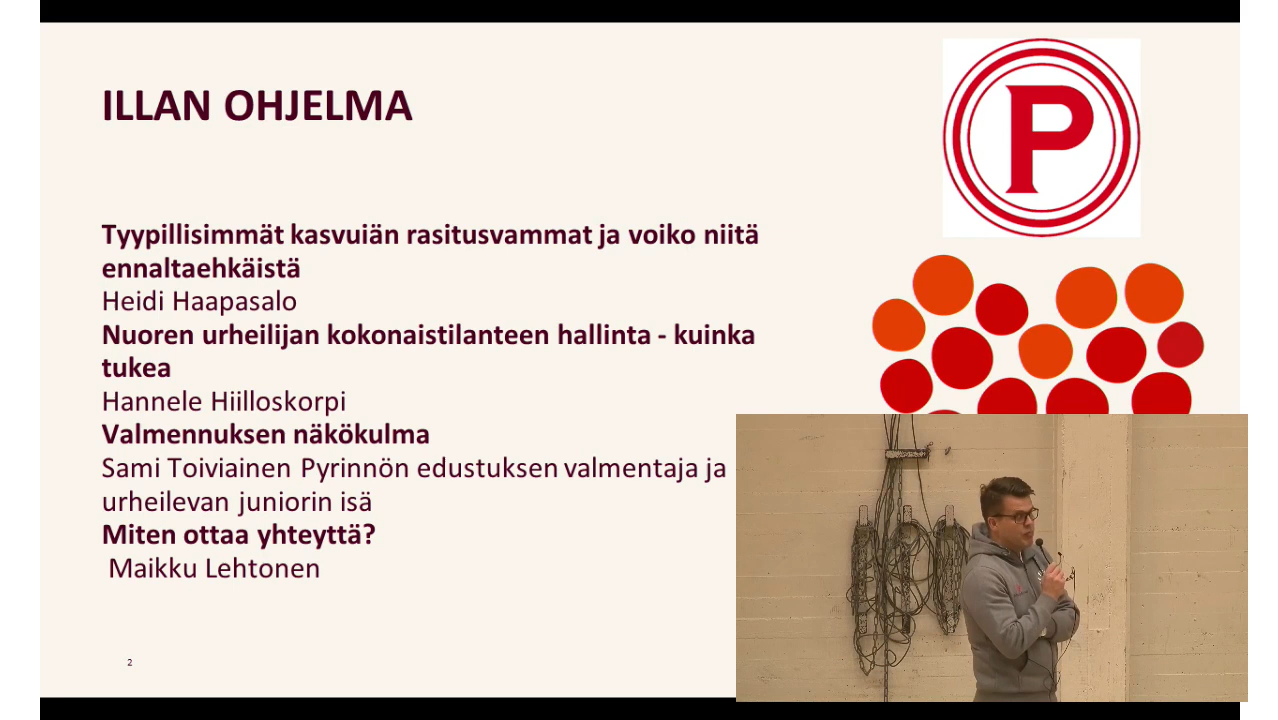 ILLAN OHJELMA
P
Tyypillisimmät kasvuiän rasitusvammat ja voiko niitä
ennaltaehkäistä
Heidi Haapasalo
Nuoren urheilijan kokonaistilanteen hallinta - kuinka
tukea
Hannele Hiilloskorpi
Valmennuksen näkökulma
Sami Toiviainen Pyrinnön edustuksen valmentaja ja
urheilevan juniorin isä
Miten ottaa yhteyttä?
Maikku Lehtonen
2